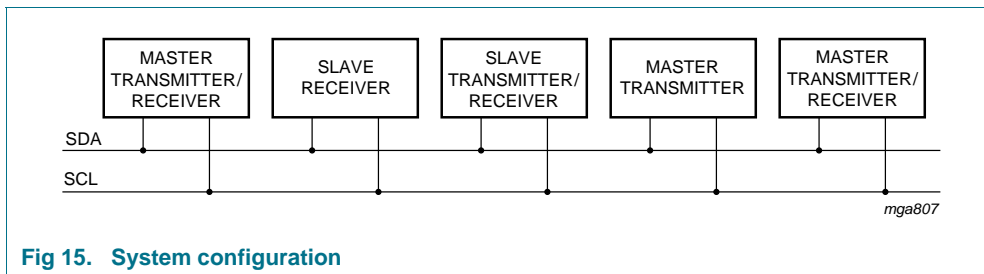 MASTER
TRANSMITTER/
RECEIVER
SLAVE
RECEIVER
SLAVE
TRANSMITTER/
RECEIVER
MASTER
TRANSMITTER
MASTER
TRANSMITTER/
RECEIVER
SDA
SCL
mga807
Fig 15. System configuration